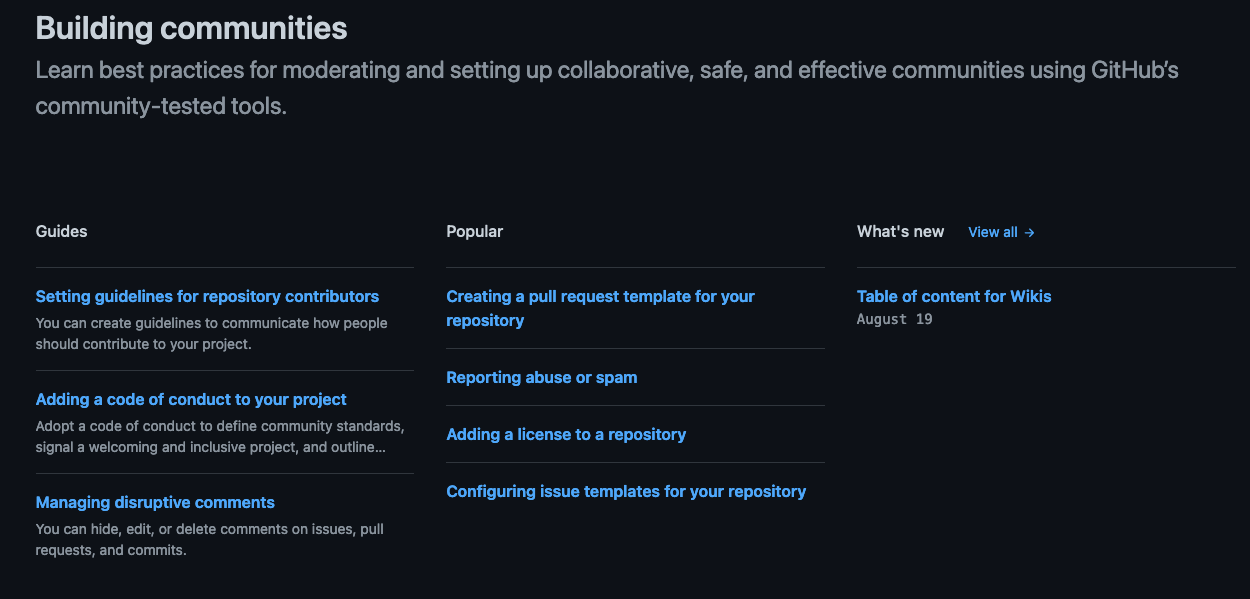 Building communities
Learn best practices for moderating and setting up collaborative, safe, and effective communities using GitHub’s
community-tested tools.
Guides
Setting guidelines for repository contributors
You can create guidelines to communicate how people
should contribute to your project.
Adding a code of conduct to your project
Adopt a code of conduct to define community standards,
signal a welcoming and inclusive project, and outline...
Managing disruptive comments
You can hide, edit, or delete comments on issues, pull
requests, and commits.
Popular
Creating a pull request template for your
repository
Reporting abuse or spam
Adding a license to a repository
Configuring issue templates for your repository
What's new
View all →
Table of content for Wikis
August 19